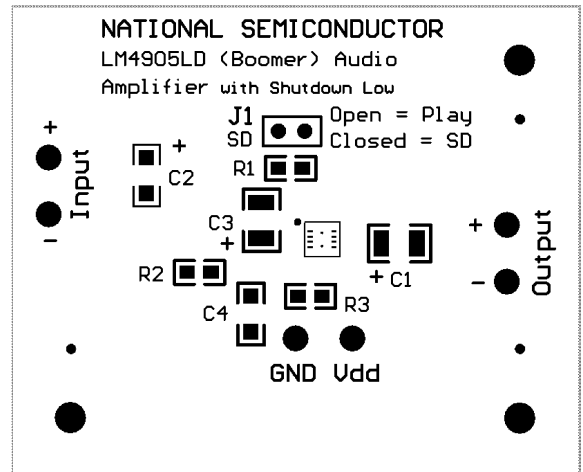 NATIONAL SEMICONDUCTOR
LM4905LD (Boomer) Audio
Amplifier with Shutdown Low
J1
SD
Open = Play
Closed = SD
+
Input
-
+
C2
R1
C3
+
+
Output
-
+ C1
R2
C4
R3
GND Vdd